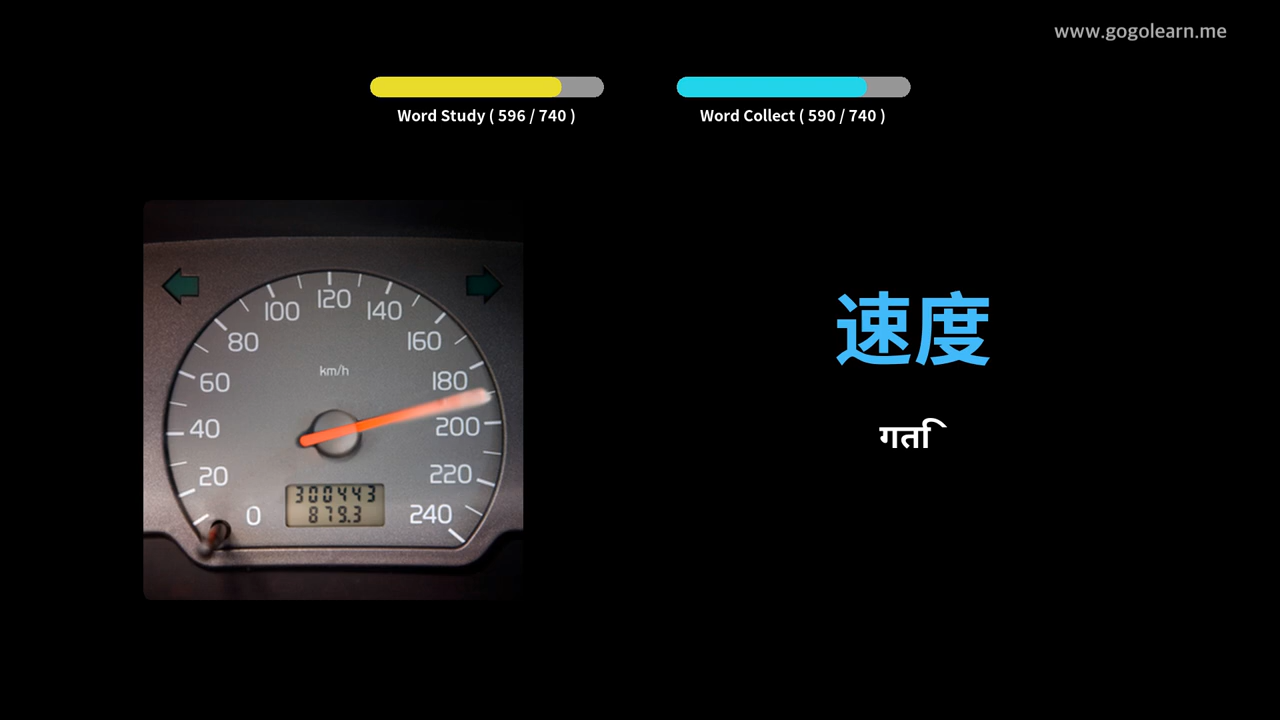 www.gogolearn.me
Word Study ( 596 / 740 )
Word Collect ( 590 / 740 )
120
100
140
80
160
km/h
60
180
40
200
20
220
0
240
300443
879.3
速度
गति